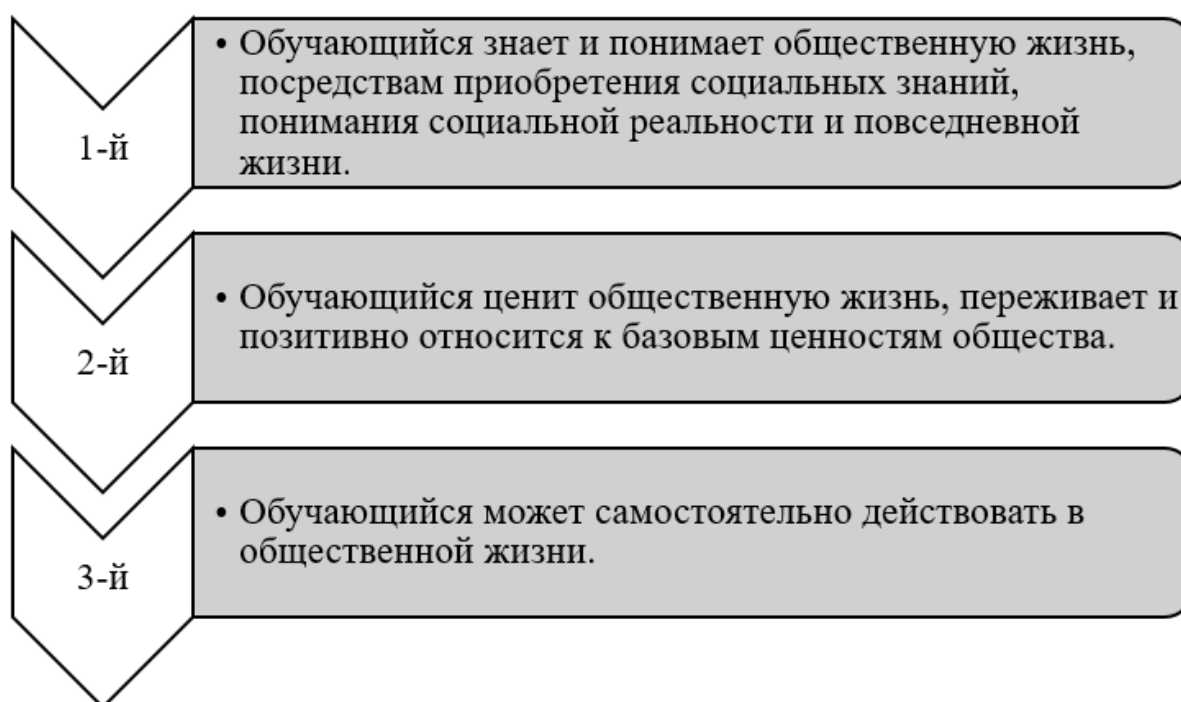 1-й
• Обучающийся знает и понимает общественную жизнь,
посредствам приобретения социальных знаний,
понимания социальной реальности и повседневной
жизни.
2-й
• Обучающийся ценит общественную жизнь, переживает и
позитивно относится к базовым ценностям общества.
3-й
• Обучающийся может самостоятельно действовать в
общественной жизни.